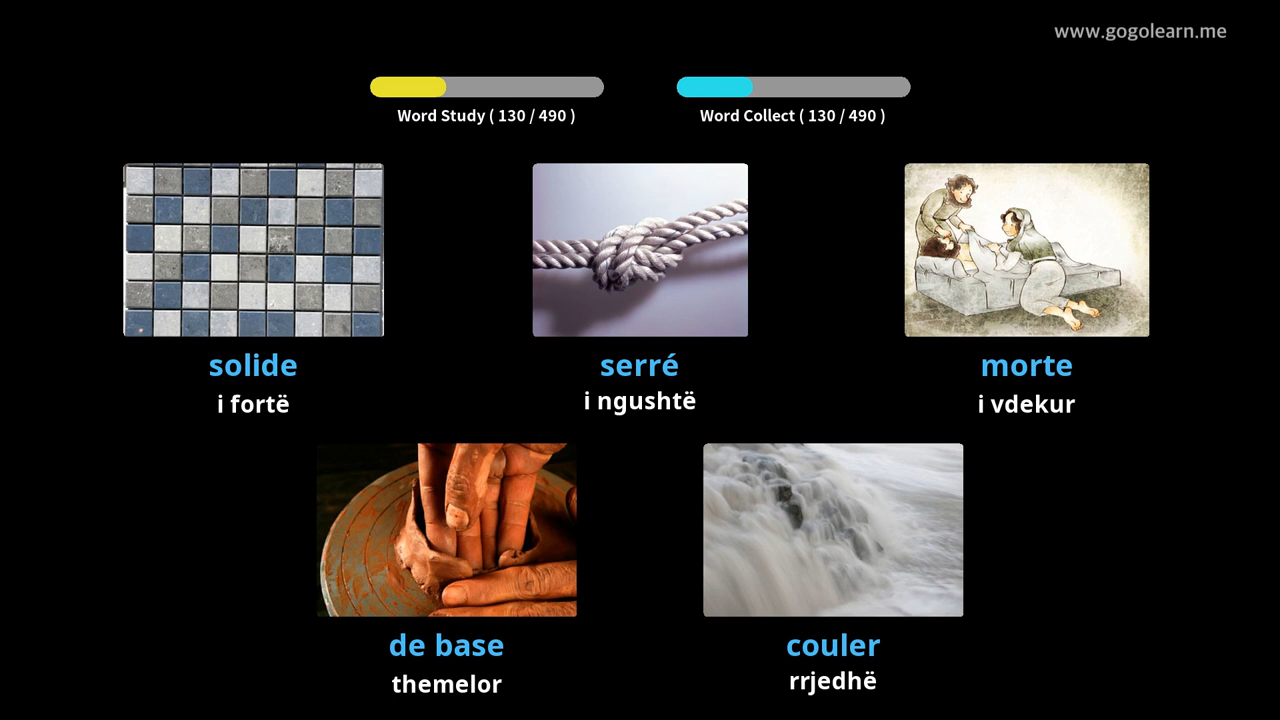 www.gogolearn.me
Word Study ( 130 / 490 )
Word Collect ( 130 / 490 )
solide
i fortë
serré
i ngushtë
morte
i vdekur
de base
themelor
couler
rrjedhë